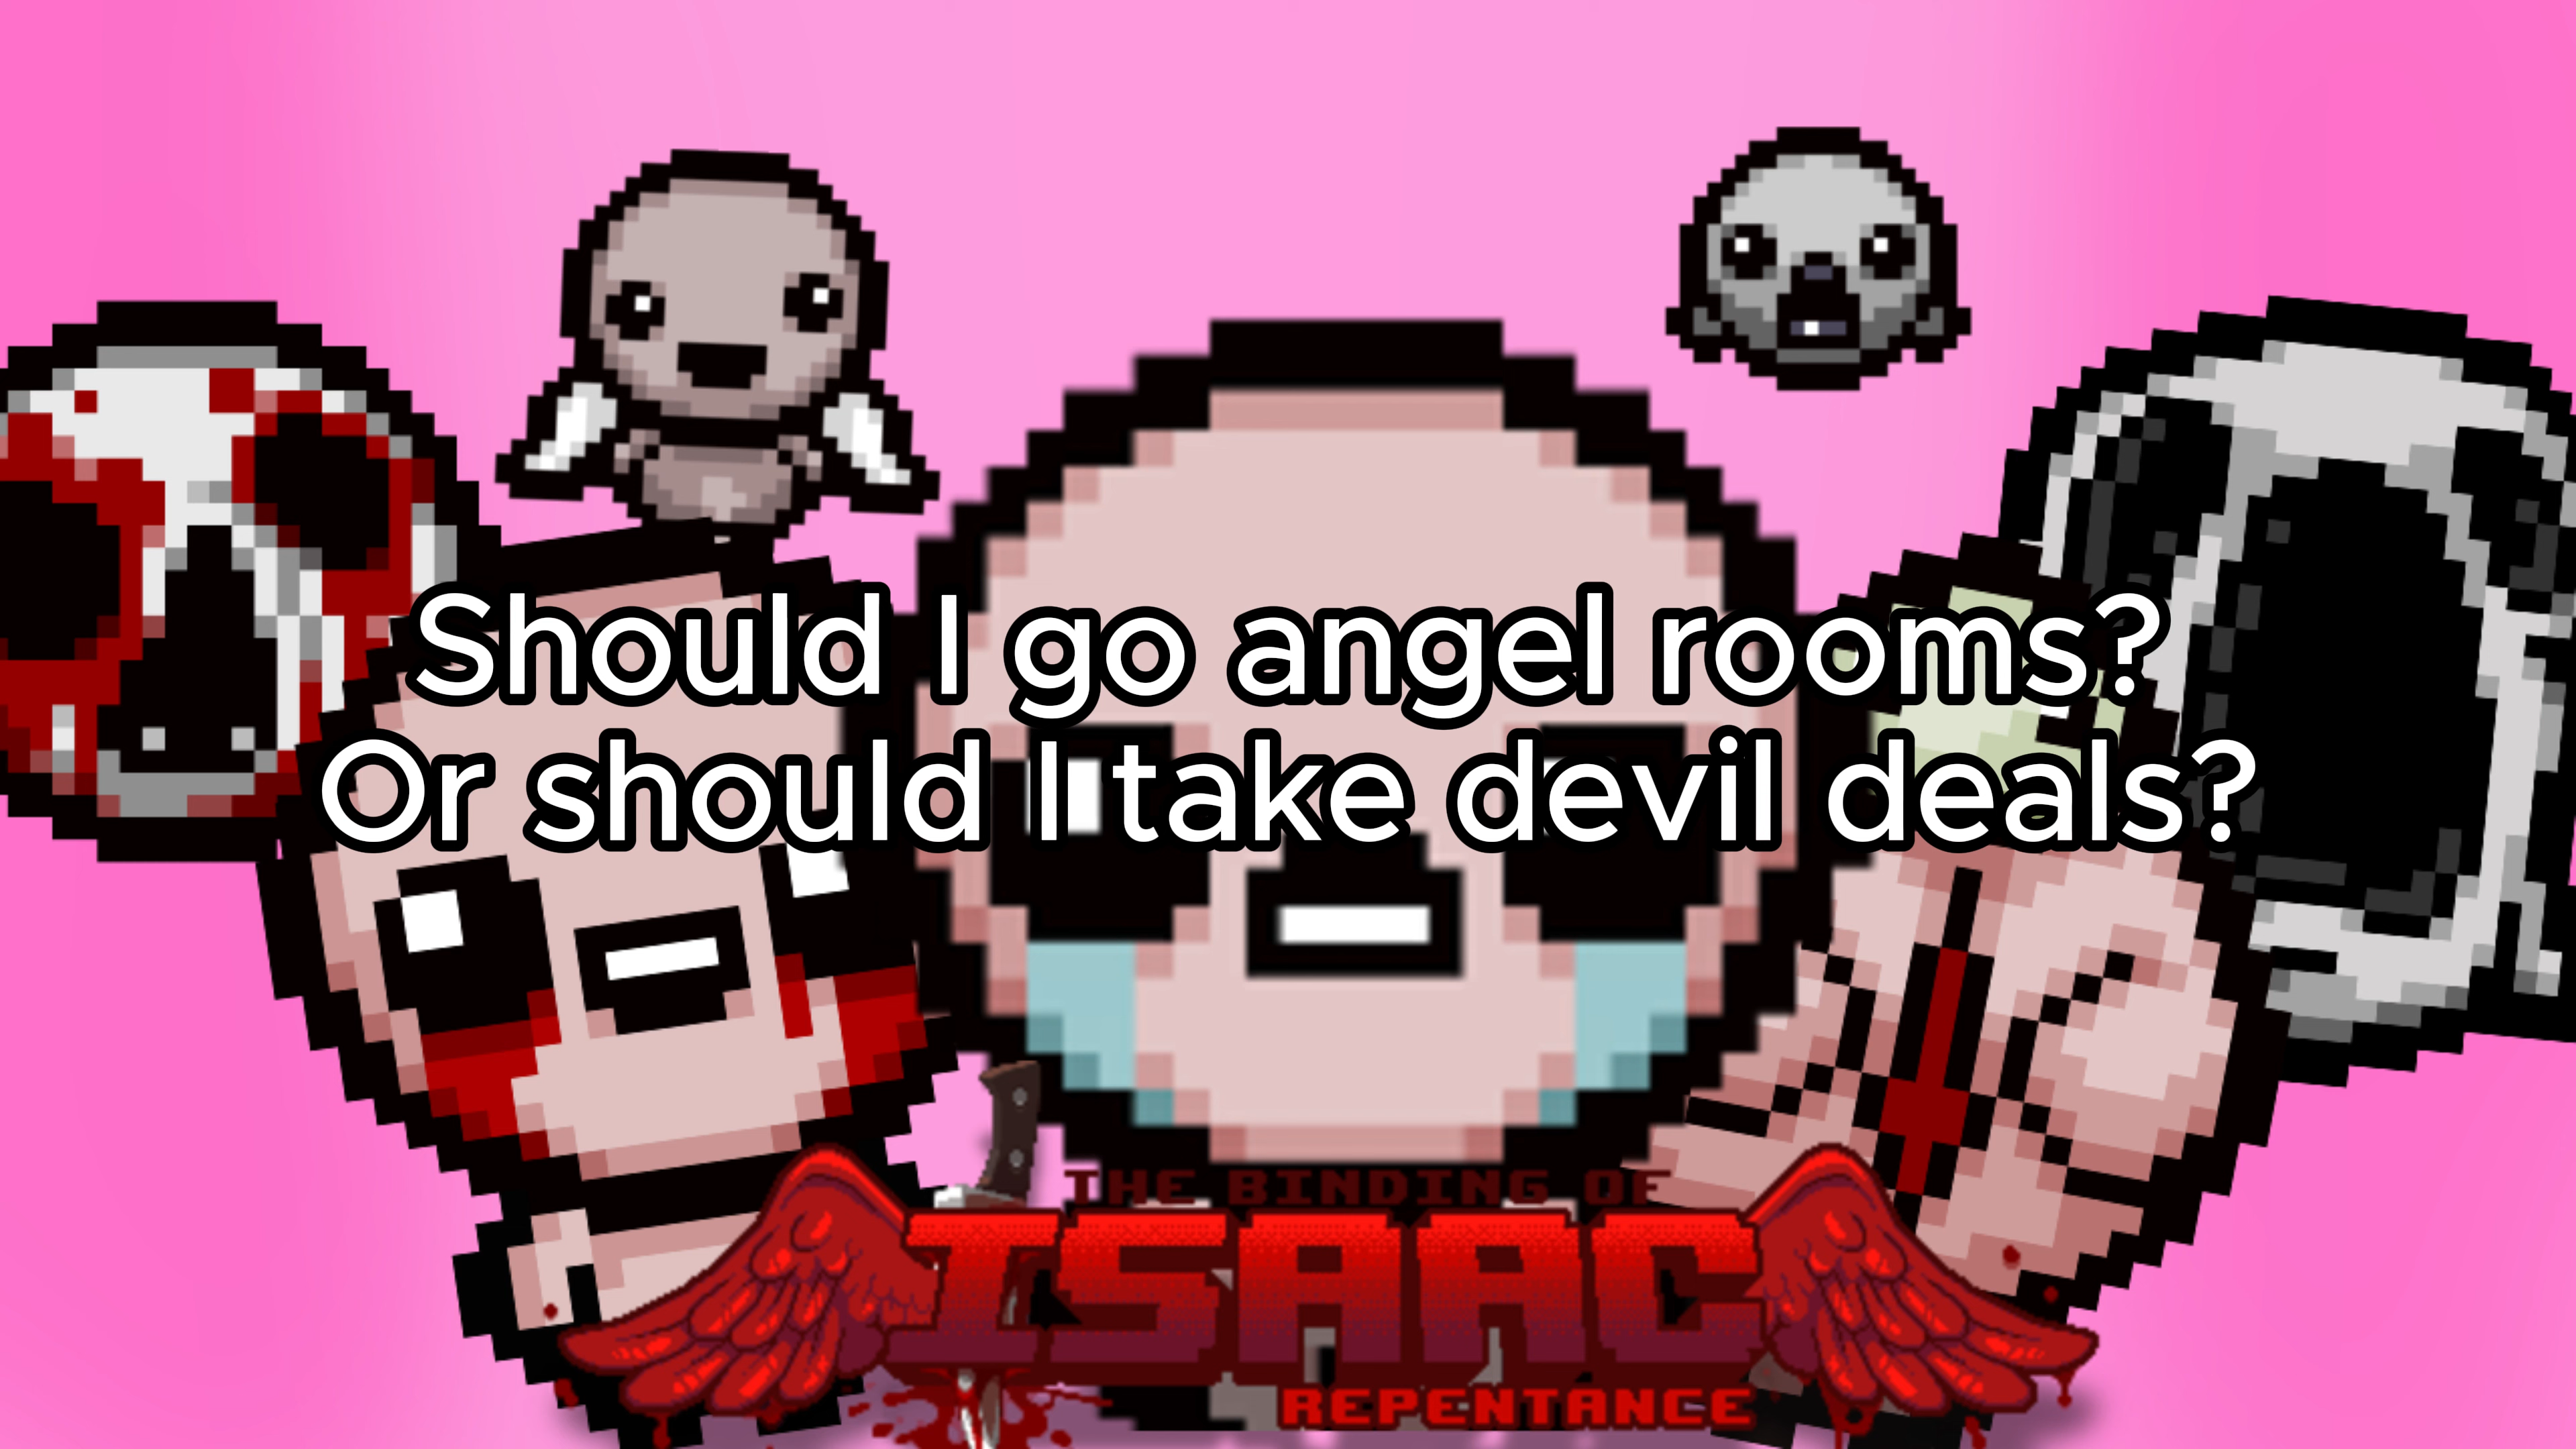 Should I go angel rooms?
Or should I take devil deals?
THE BINDING OF
ISAAC
REPENTANCE